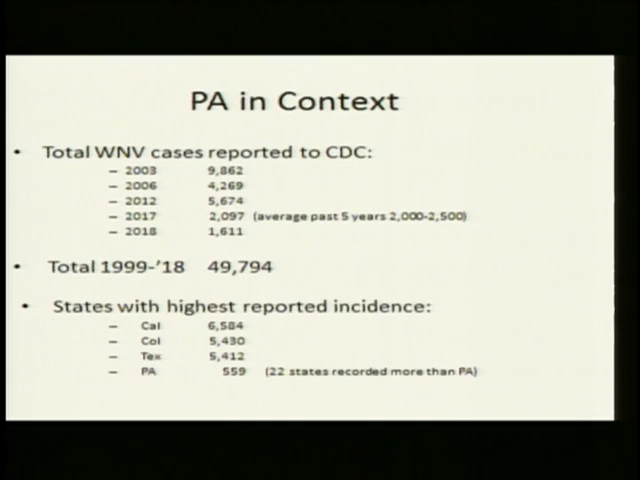 PA in Context
• Total WNV cases reported to CDC:
– 2003 9,862
– 2006 4,269
– 2012 5,674
– 2017 2,097 (average past 5 years 2,000-2,500)
– 2018 1,611
• Total 1999-'18 49,794
• States with highest reported incidence:
– Cal 6,584
– Col 5,430
– Tex 5,412
– PA 559 (22 states recorded more than PA)